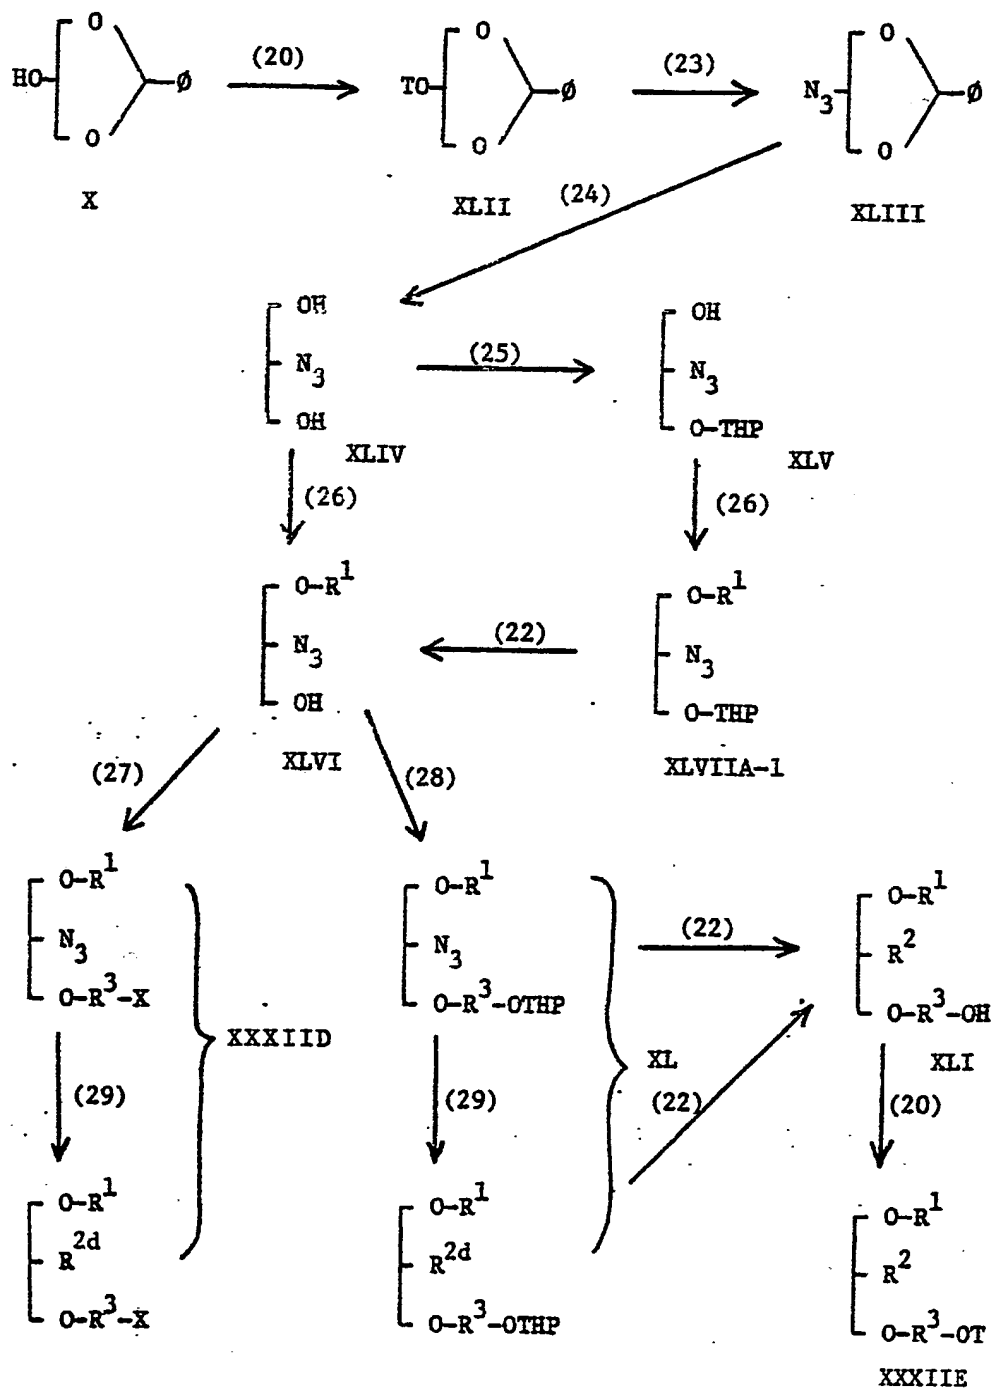 O O O
HO Ø (20) TO Ø (23) N3 Ø
O O O
X XLII XLIII
(24)
OH OH
N3 (25) N3
OH O-THP
XLIV XLV
(26) (26)
O-R1 O-R1
N3 (22) N3
OH O-THP
XLVI XLVIIA-1
(27) (28)
O-R1 O-R1 O-R1
N3 N3 (22) R2
O-R3-X O-R3-OTHP O-R3-OH
XXXIID XL XLI
(29) (29) (22) (20)
O-R1 O-R1 O-R1
R2d R2d R2
O-R3-X O-R3-OTHP O-R3-OT
XXXIIE